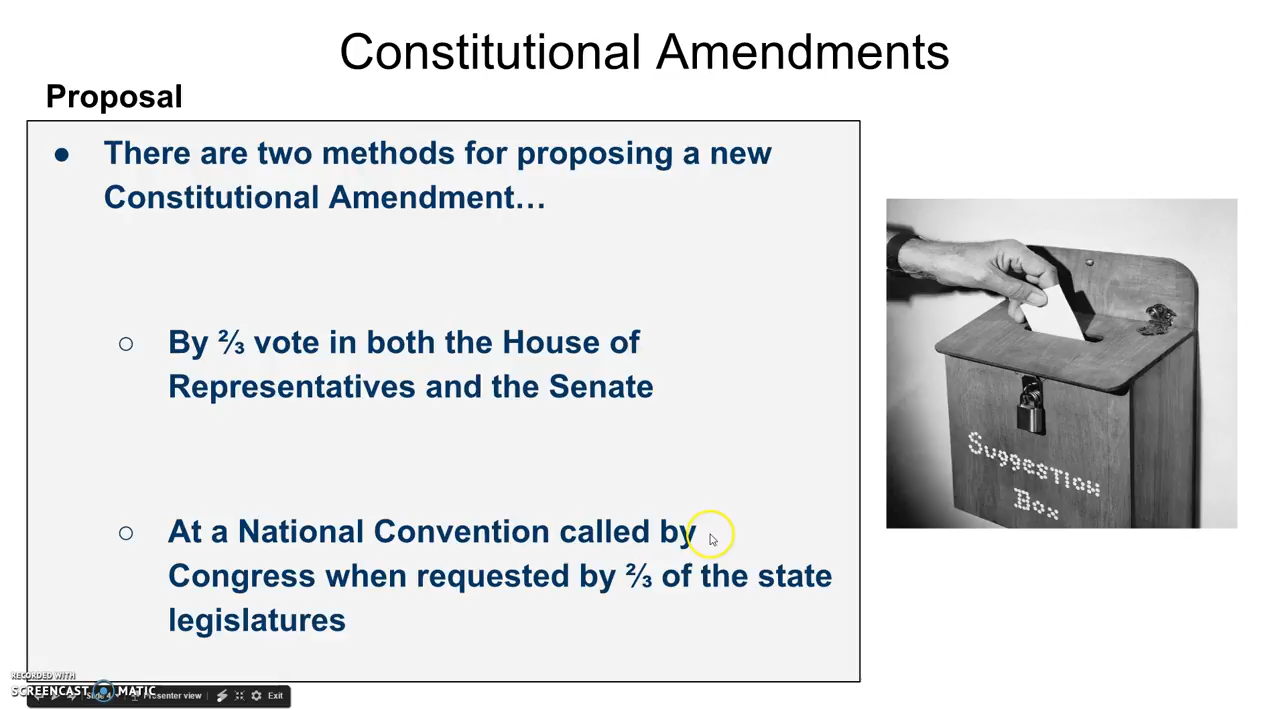 Constitutional Amendments
Proposal
● There are two methods for proposing a new
Constitutional Amendment…
○ By ⅔ vote in both the House of
Representatives and the Senate
○ At a National Convention called by
Congress when requested by ⅔ of the state
legislatures
Suggestion
Box
RECORDED WITH
SCREENCAST MATIC
Slide 4 Presenter view Exit